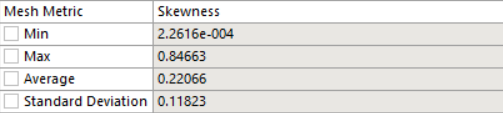 Mesh Metric Skewness
Min 2.2616e-004
Max 0.84663
Average 0.22066
Standard Deviation 0.11823